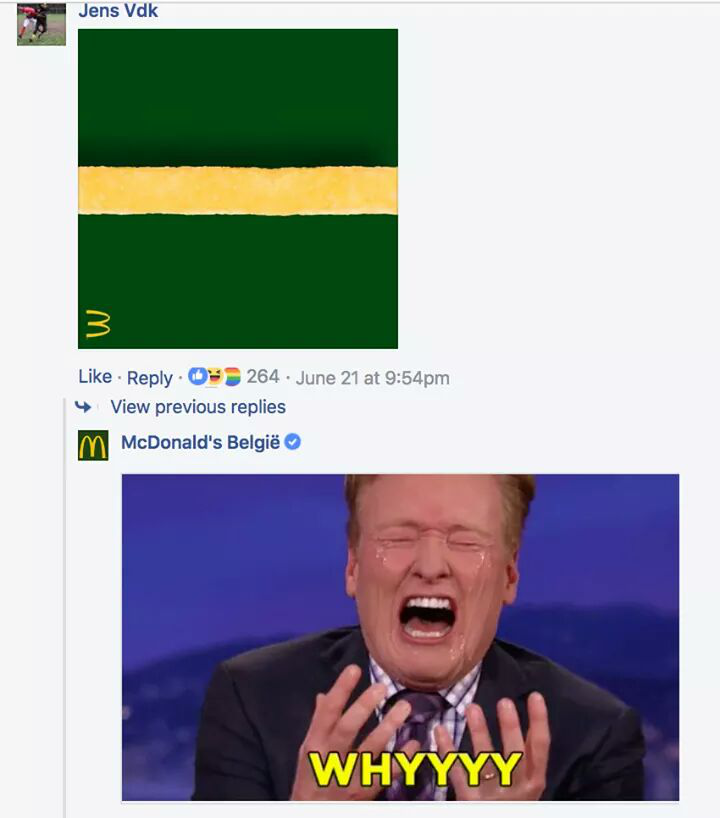 Jens Vdk
Like · Reply · 264 · June 21 at 9:54pm
View previous replies
McDonald's België
WHYYYY